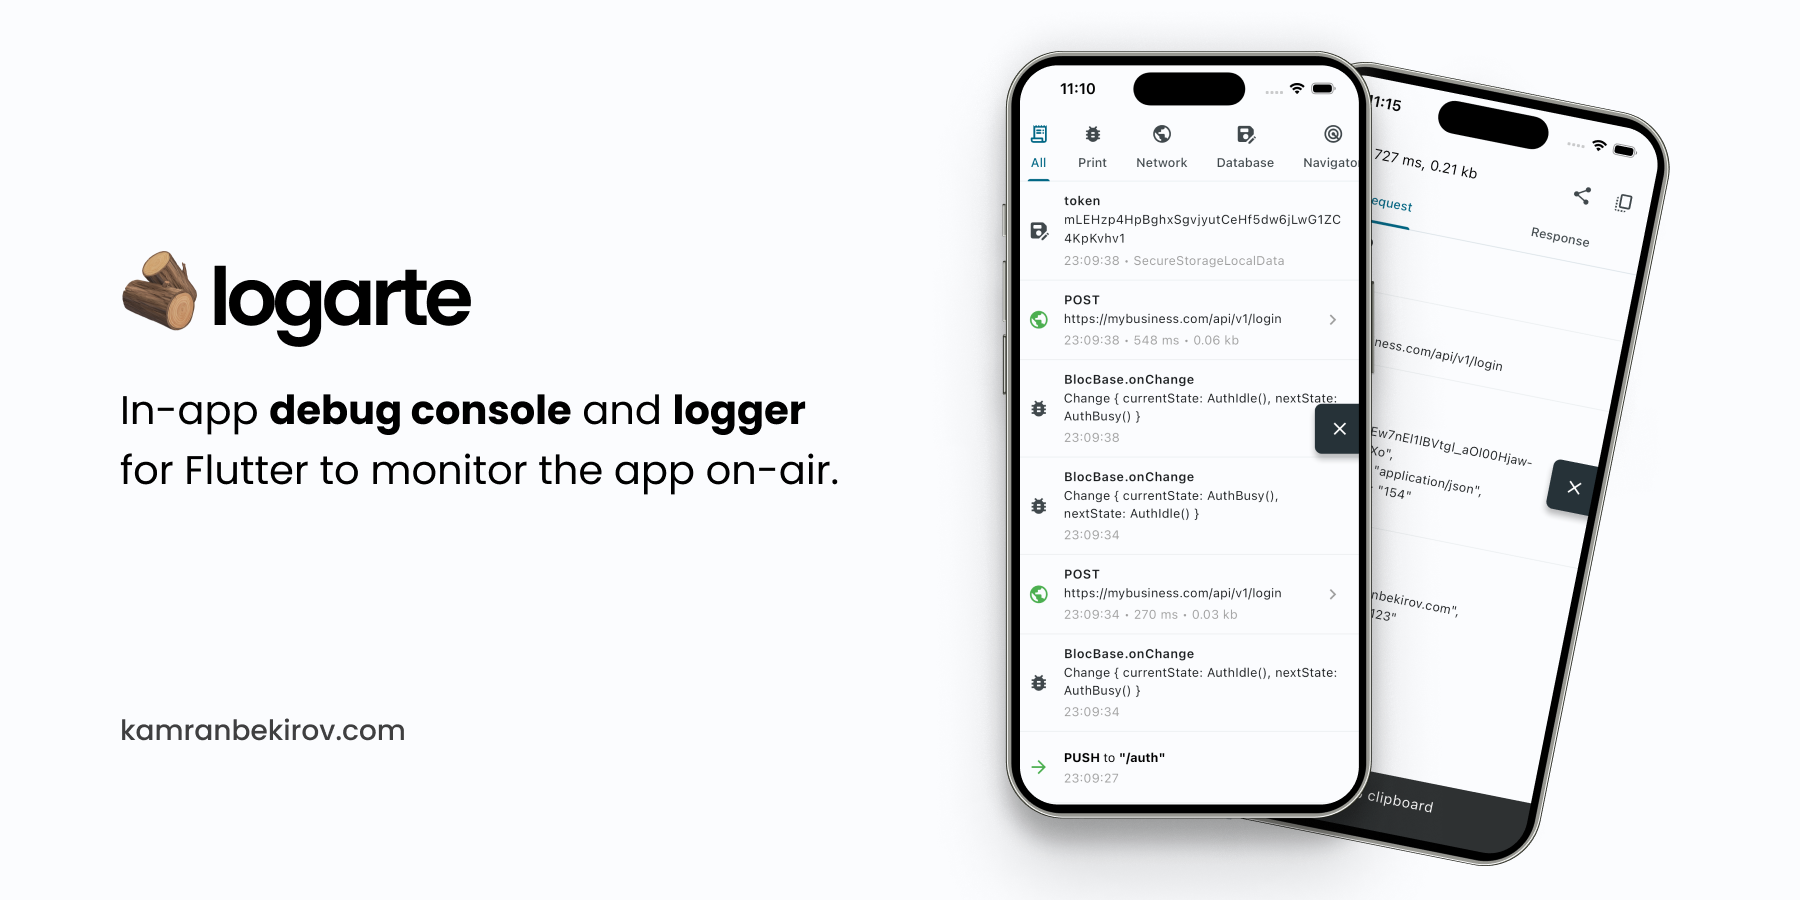 logarte
In-app debug console and logger
for Flutter to monitor the app on-air.
kamranbekirov.com
11:10
All Print Network Database Navigator
token
mLEHzp4HpBghxSgvjyutCeHf5dw6jLwG1ZC
4KpKvhv1
23:09:38 • SecureStorageLocalData
POST
https://mybusiness.com/api/v1/login
23:09:38 • 548 ms • 0.06 kb
BlocBase.onChange
Change { currentState: AuthIdle(), nextState:
AuthBusy() }
23:09:38
BlocBase.onChange
Change { currentState: AuthBusy(),
nextState: AuthIdle() }
23:09:34
POST
https://mybusiness.com/api/v1/login
23:09:34 • 270 ms • 0.03 kb
BlocBase.onChange
Change { currentState: AuthIdle(), nextState:
AuthBusy() }
23:09:34
PUSH to "/auth"
23:09:27
11:15
727 ms, 0.21 kb
equest Response
ness.com/api/v1/login
Xo",
"application/json",
"154"
nbekirov.com",
123"
clipboard